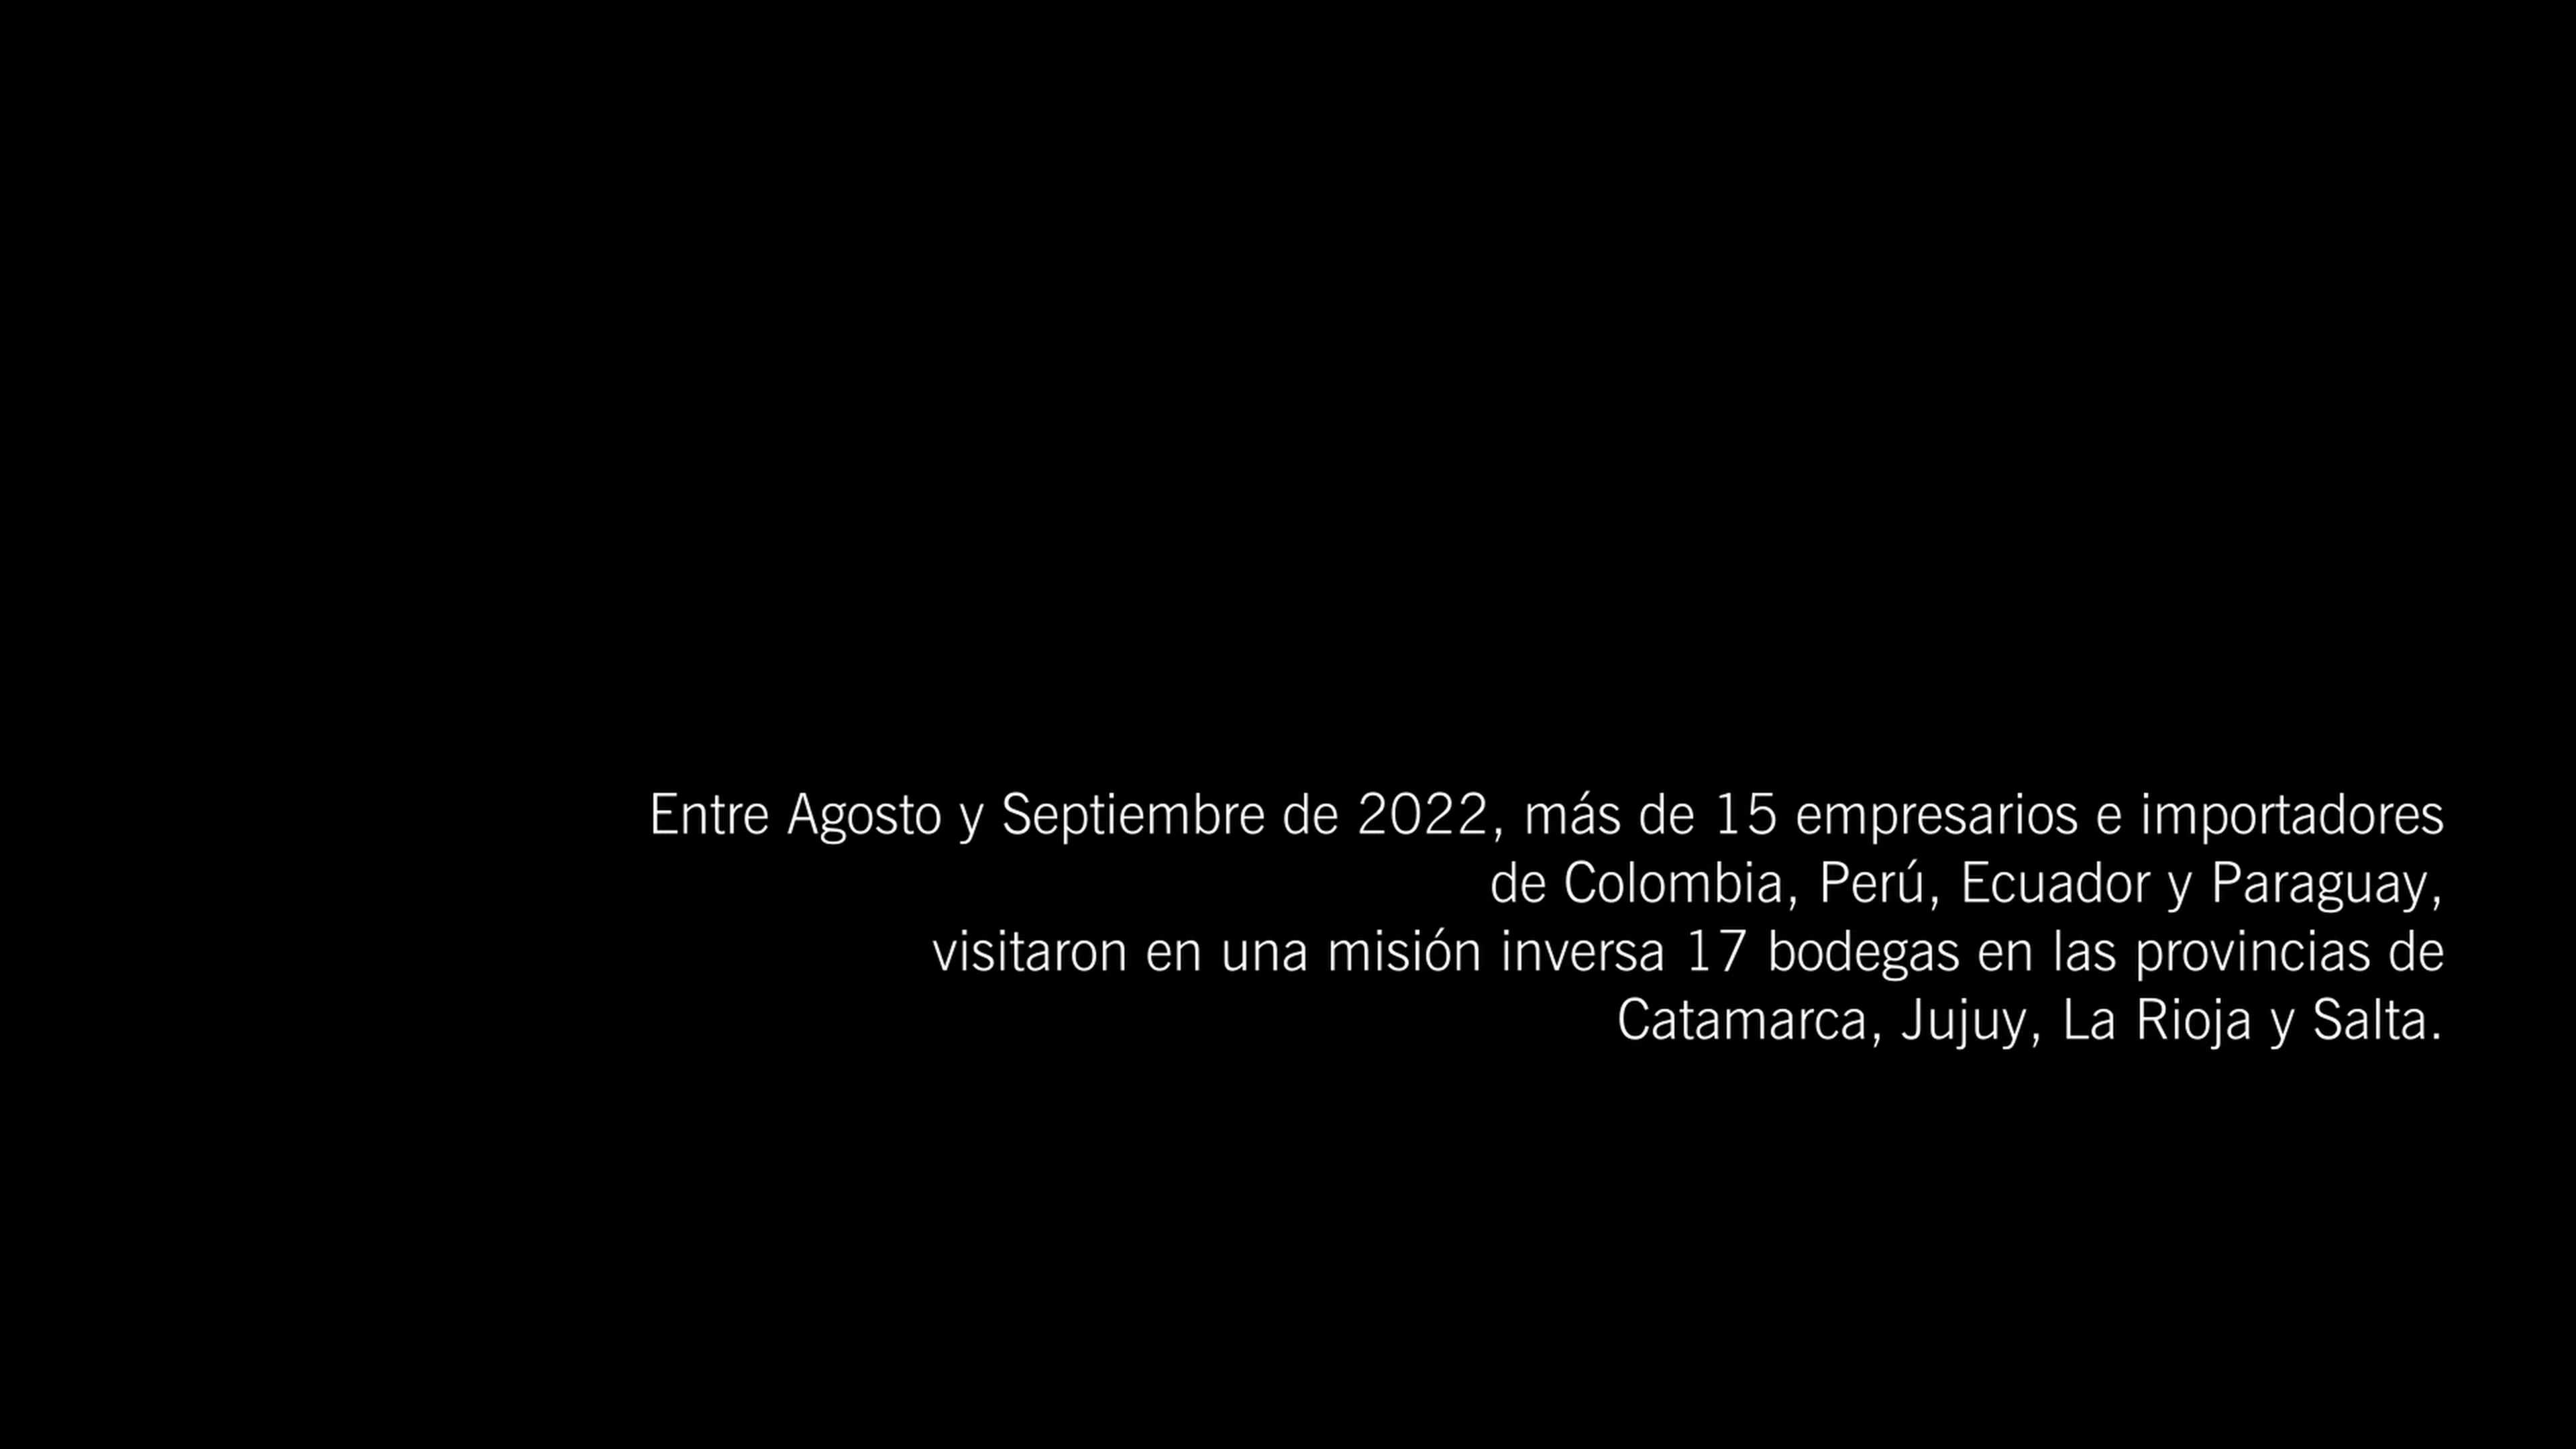 Entre Agosto y Septiembre de 2022, más de 15 empresarios e importadores
de Colombia, Perú, Ecuador y Paraguay,
visitaron en una misión inversa 17 bodegas en las provincias de
Catamarca, Jujuy, La Rioja y Salta.